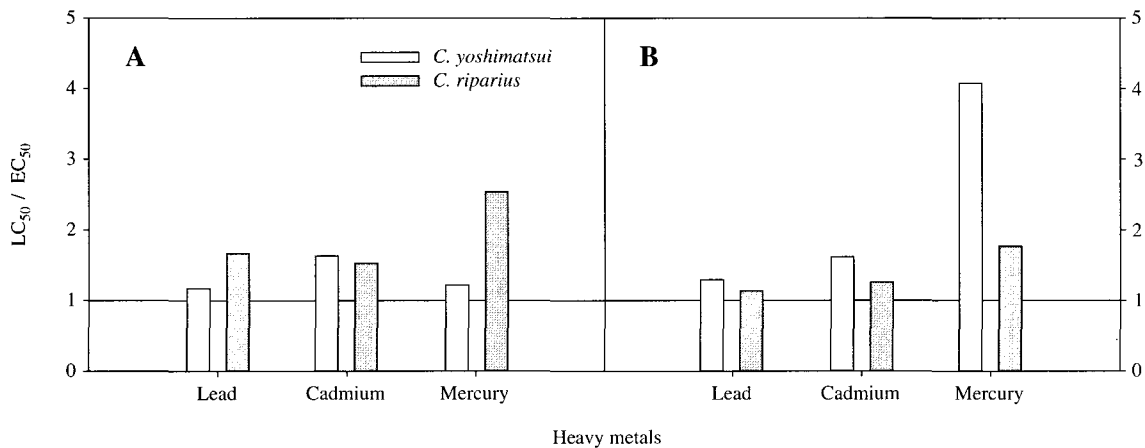 A
B
C. yoshimatsui
C. riparius
LC50 / EC50
5
4
3
2
1
0
5
4
3
2
1
0
Lead Cadmium Mercury Lead Cadmium Mercury
Heavy metals